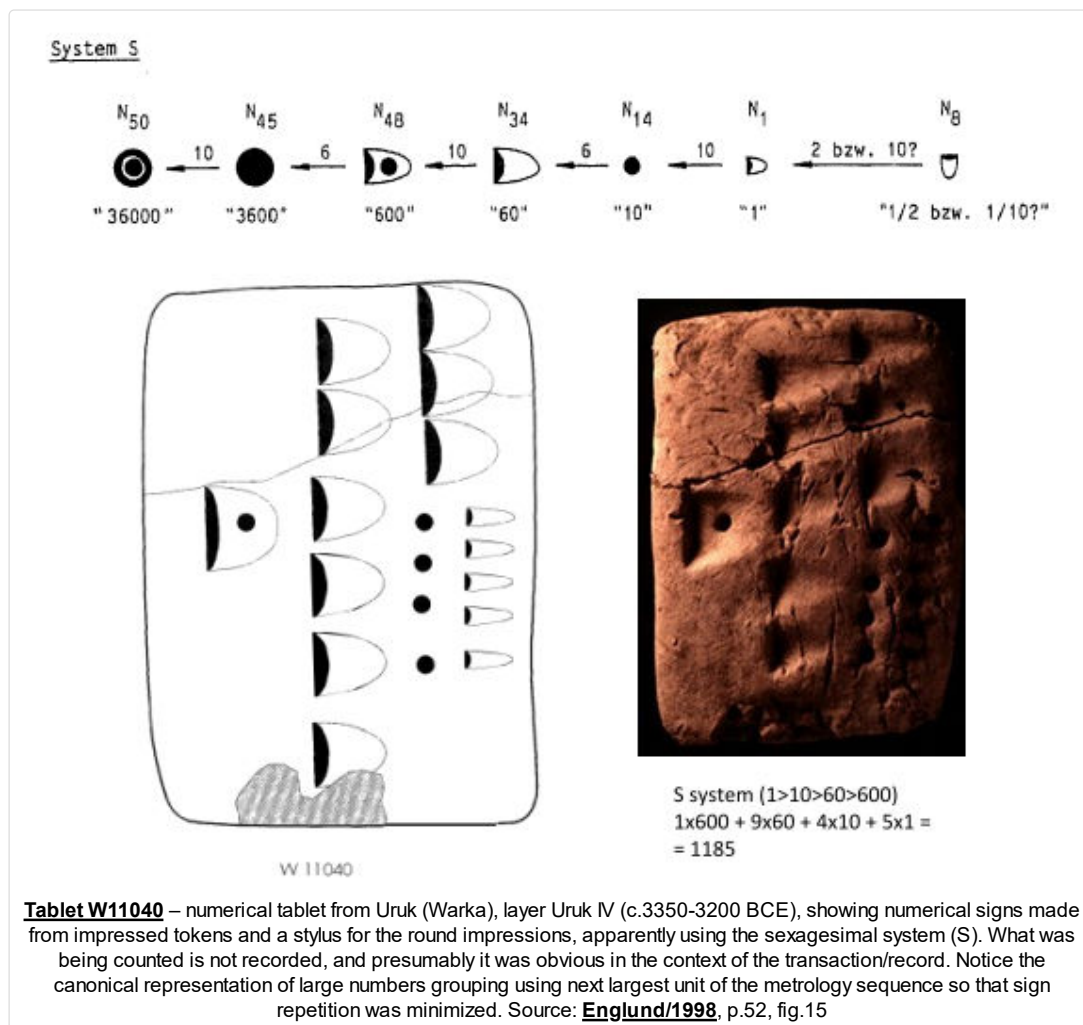 System S
N50 N45 N48 N34 N14 N1 N8
10 6 10 6 10 2 bzw. 10?
"36000" "3600" "600" "60" "10" "1" "1/2 bzw. 1/10?"
W 11040
S system (1>10>60>600)
1x600 + 9x60 + 4x10 + 5x1 =
= 1185
Tablet W11040 – numerical tablet from Uruk (Warka), layer Uruk IV (c.3350-3200 BCE), showing numerical signs made
from impressed tokens and a stylus for the round impressions, apparently using the sexagesimal system (S). What was
being counted is not recorded, and presumably it was obvious in the context of the transaction/record. Notice the
canonical representation of large numbers grouping using next largest unit of the metrology sequence so that sign
repetition was minimized. Source: Englund/1998, p.52, fig.15